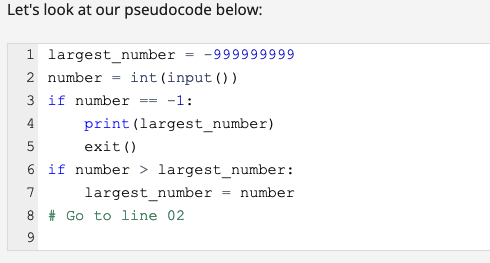 Let's look at our pseudocode below:
1 largest_number = -999999999
2 number = int(input())
3 if number == -1:
4     print(largest_number)
5     exit()
6 if number > largest_number:
7     largest_number = number
8 # Go to line 02
9